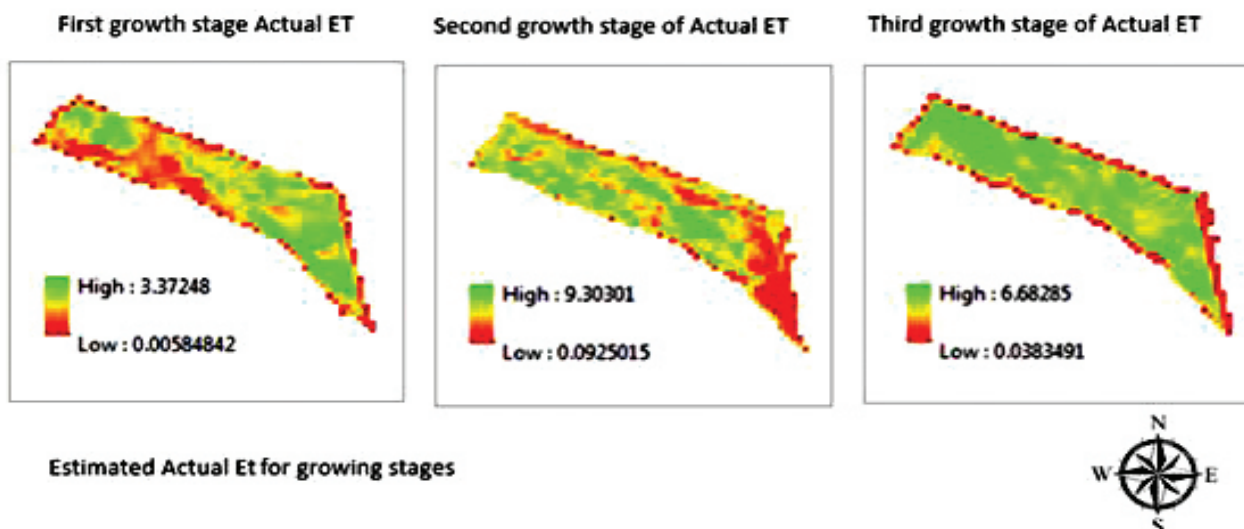 First growth stage Actual ET
Second growth stage of Actual ET
Third growth stage of Actual ET
High : 3.37248
Low : 0.00584842
High : 9.30301
Low : 0.0925015
High : 6.68285
Low : 0.0383491
Estimated Actual Et for growing stages
N
W E
S